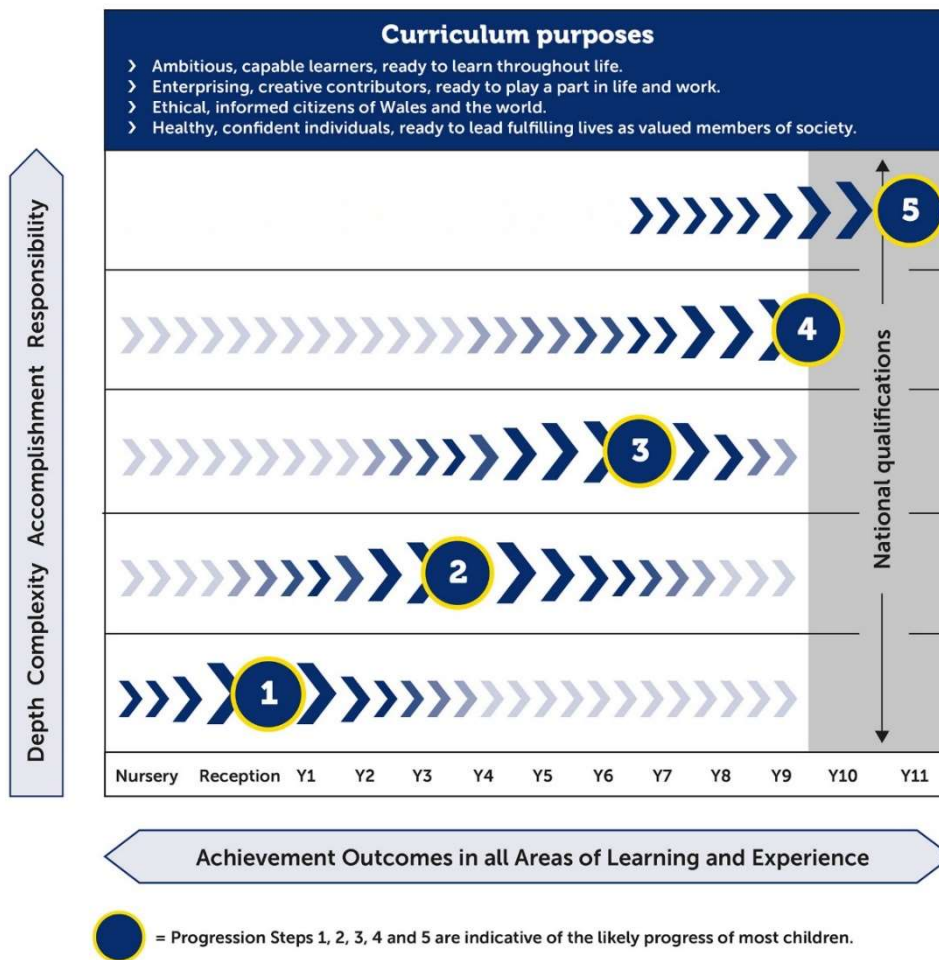 Curriculum purposes
> Ambitious, capable learners, ready to learn throughout life.
> Enterprising, creative contributors, ready to play a part in life and work.
> Ethical, informed citizens of Wales and the world.
> Healthy, confident individuals, ready to lead fulfilling lives as valued members of society.
Depth Complexity Accomplishment Responsibility
5
4
3
2
1
National qualifications
Nursery Reception Y1 Y2 Y3 Y4 Y5 Y6 Y7 Y8 Y9 Y10 Y11
Achievement Outcomes in all Areas of Learning and Experience
= Progression Steps 1, 2, 3, 4 and 5 are indicative of the likely progress of most children.